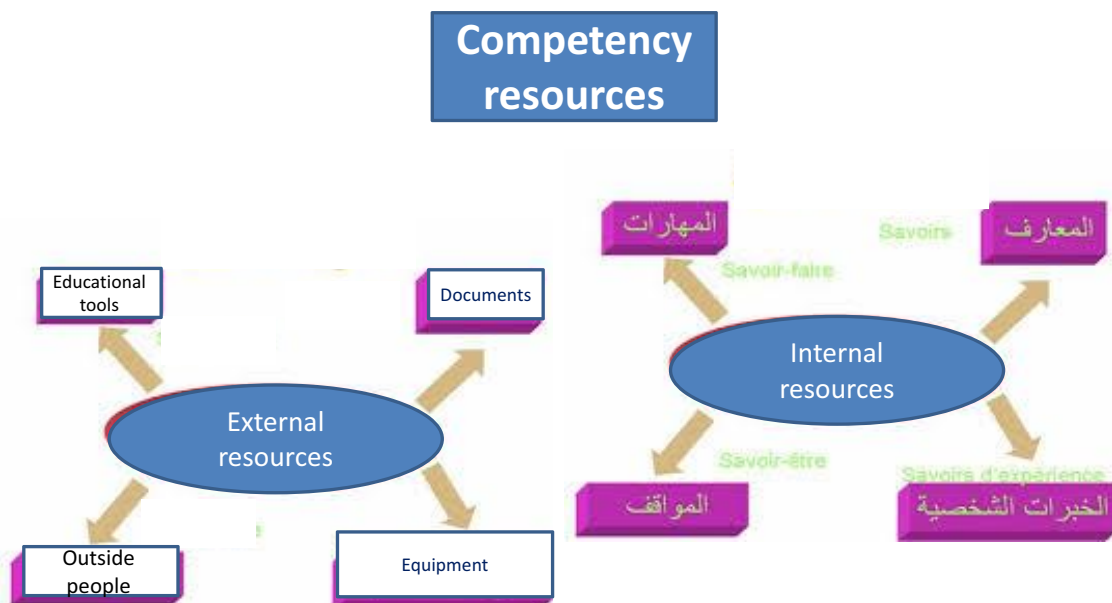 Competency
resources
Educational
tools
Documents
External
resources
Outside
people
Equipment
المهارات
Savoirs
المعارف
Savoir-faire
Internal
resources
Savoir-être
Savoirs d'expérience
المواقف
الخبرات الشخصية